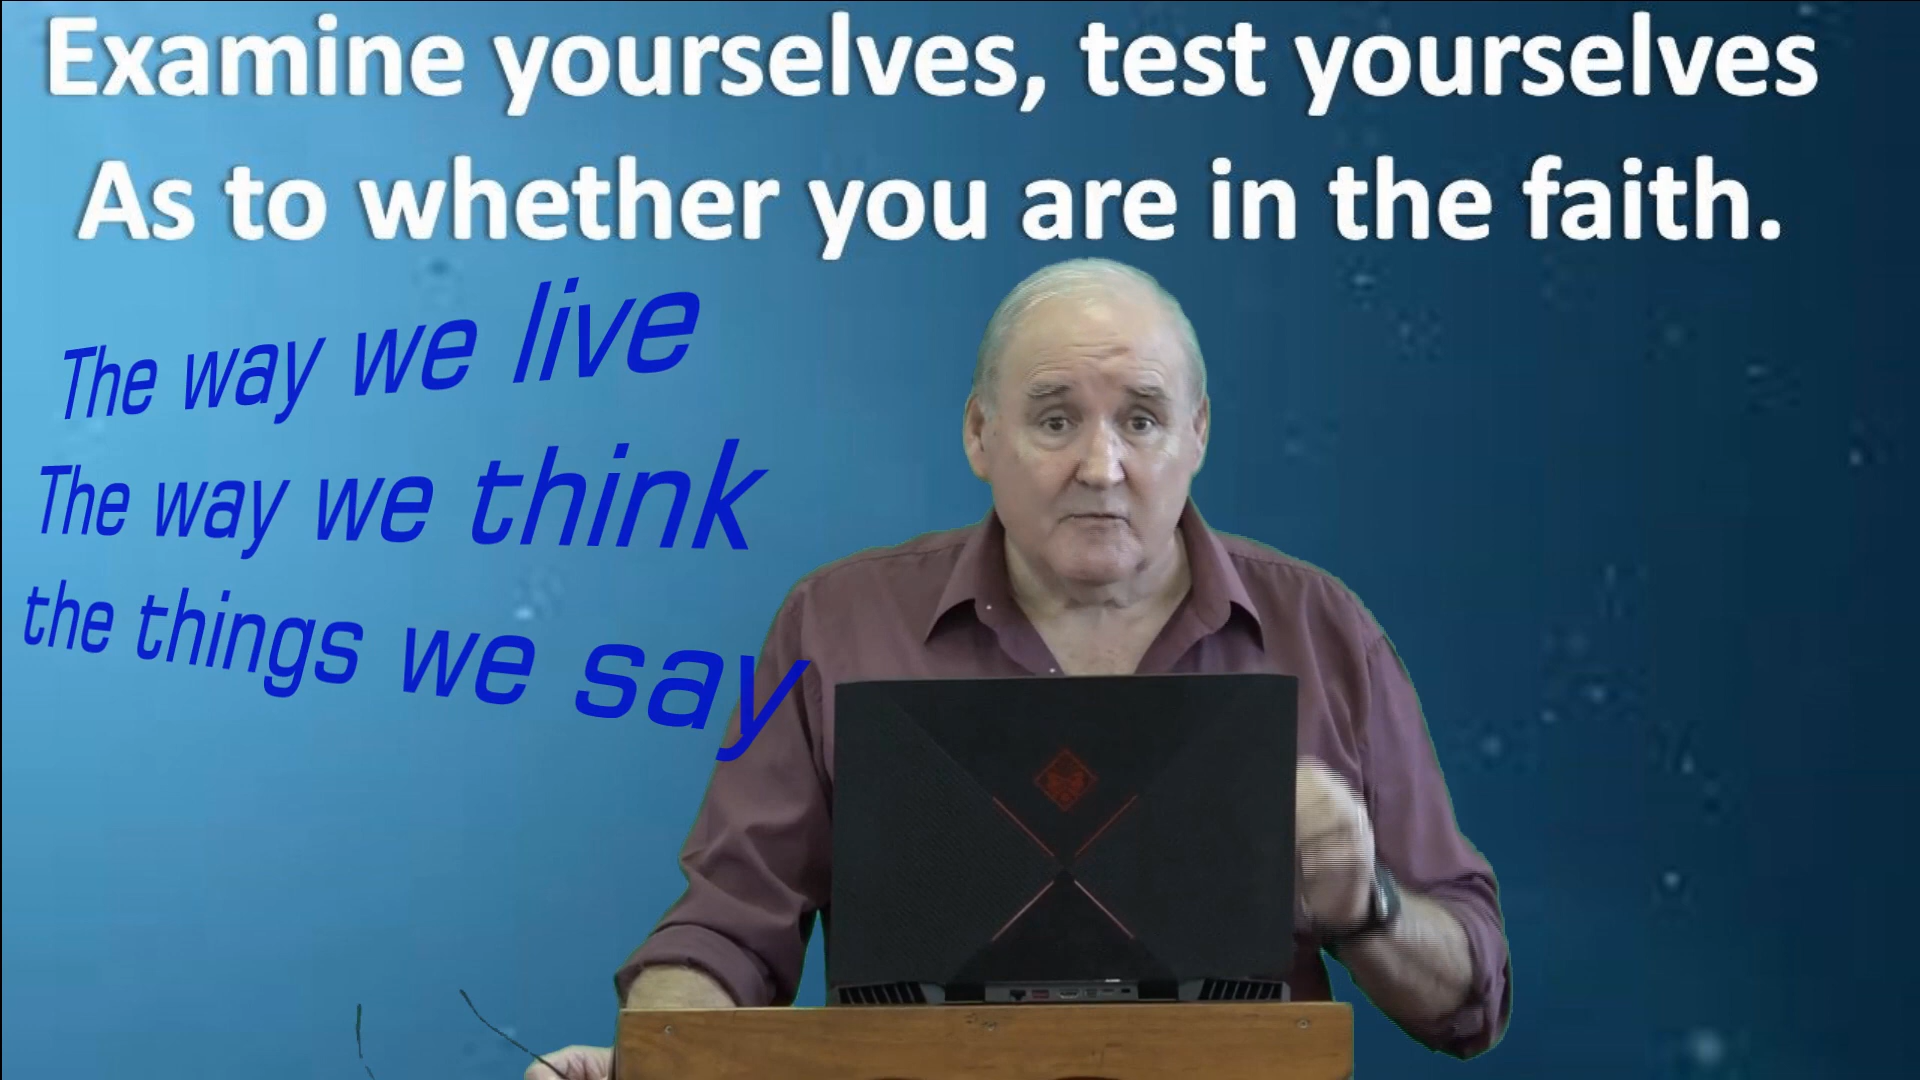 Examine yourselves, test yourselves
As to whether you are in the faith.
The way we live
The way we think
the things we say